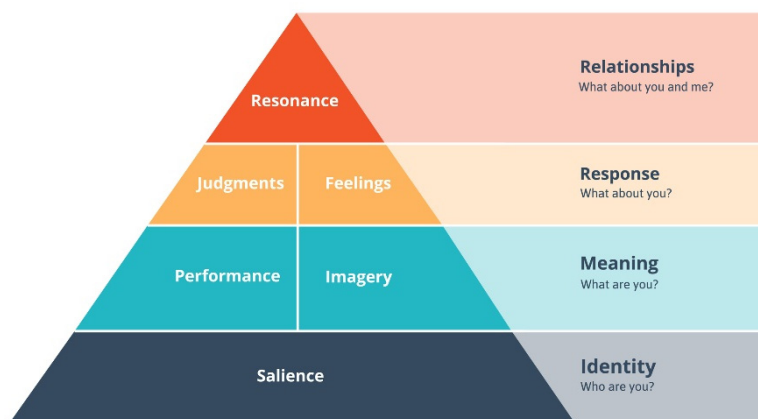 Resonance
Relationships
What about you and me?
Judgments
Feelings
Response
What about you?
Performance
Imagery
Meaning
What are you?
Salience
Identity
Who are you?